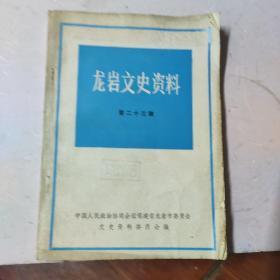 龙岩文史资料
第二十三辑
中国人民政治协商会议福建省龙岩市委员会
文史资料委员会编